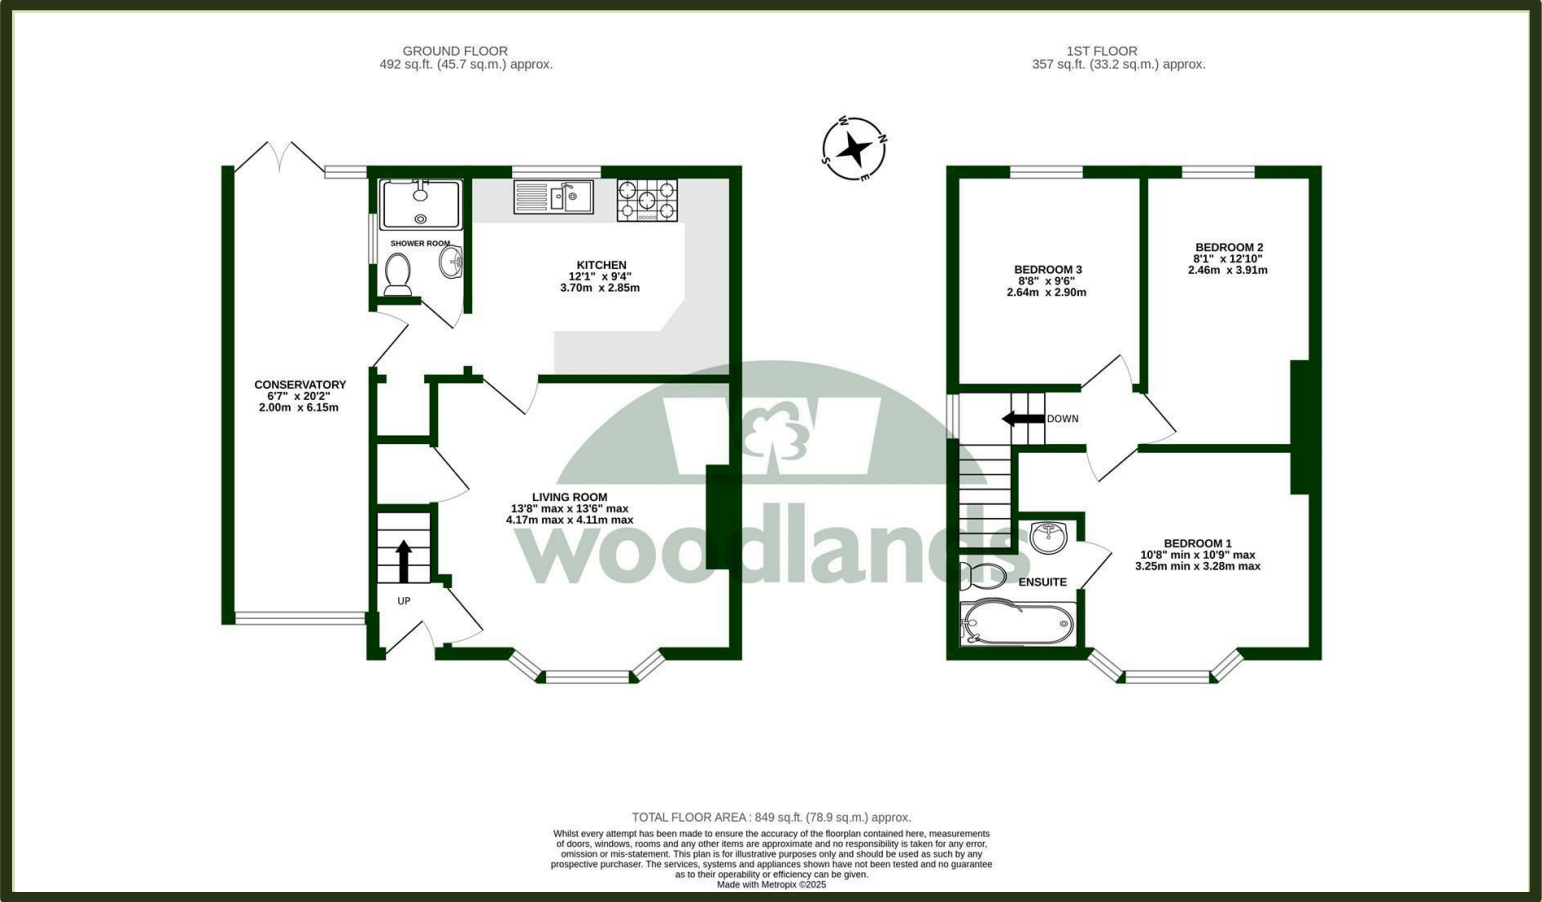 GROUND FLOOR
492 sq.ft. (45.7 sq.m.) approx.
1ST FLOOR
357 sq.ft. (33.2 sq.m.) approx.
W
N
S
E
SHOWER ROOM
KITCHEN
12'1" x 9'4"
3.70m x 2.85m
CONSERVATORY
6'7" x 20'2"
2.00m x 6.15m
LIVING ROOM
13'8" max x 13'6" max
4.17m max x 4.11m max
UP
BEDROOM 3
8'8" x 9'6"
2.64m x 2.90m
BEDROOM 2
8'1" x 12'10"
2.46m x 3.91m
DOWN
BEDROOM 1
10'8" min x 10'9" max
3.25m min x 3.28m max
ENSUITE
woodlands
TOTAL FLOOR AREA : 849 sq.ft. (78.9 sq.m.) approx.
Whilst every attempt has been made to ensure the accuracy of the floorplan contained here, measurements
of doors, windows, rooms and any other items are approximate and no responsibility is taken for any error,
omission or mis-statement. This plan is for illustrative purposes only and should be used as such by any
prospective purchaser. The services, systems and appliances shown have not been tested and no guarantee
as to their operability or efficiency can be given.
Made with Metropix ©2025